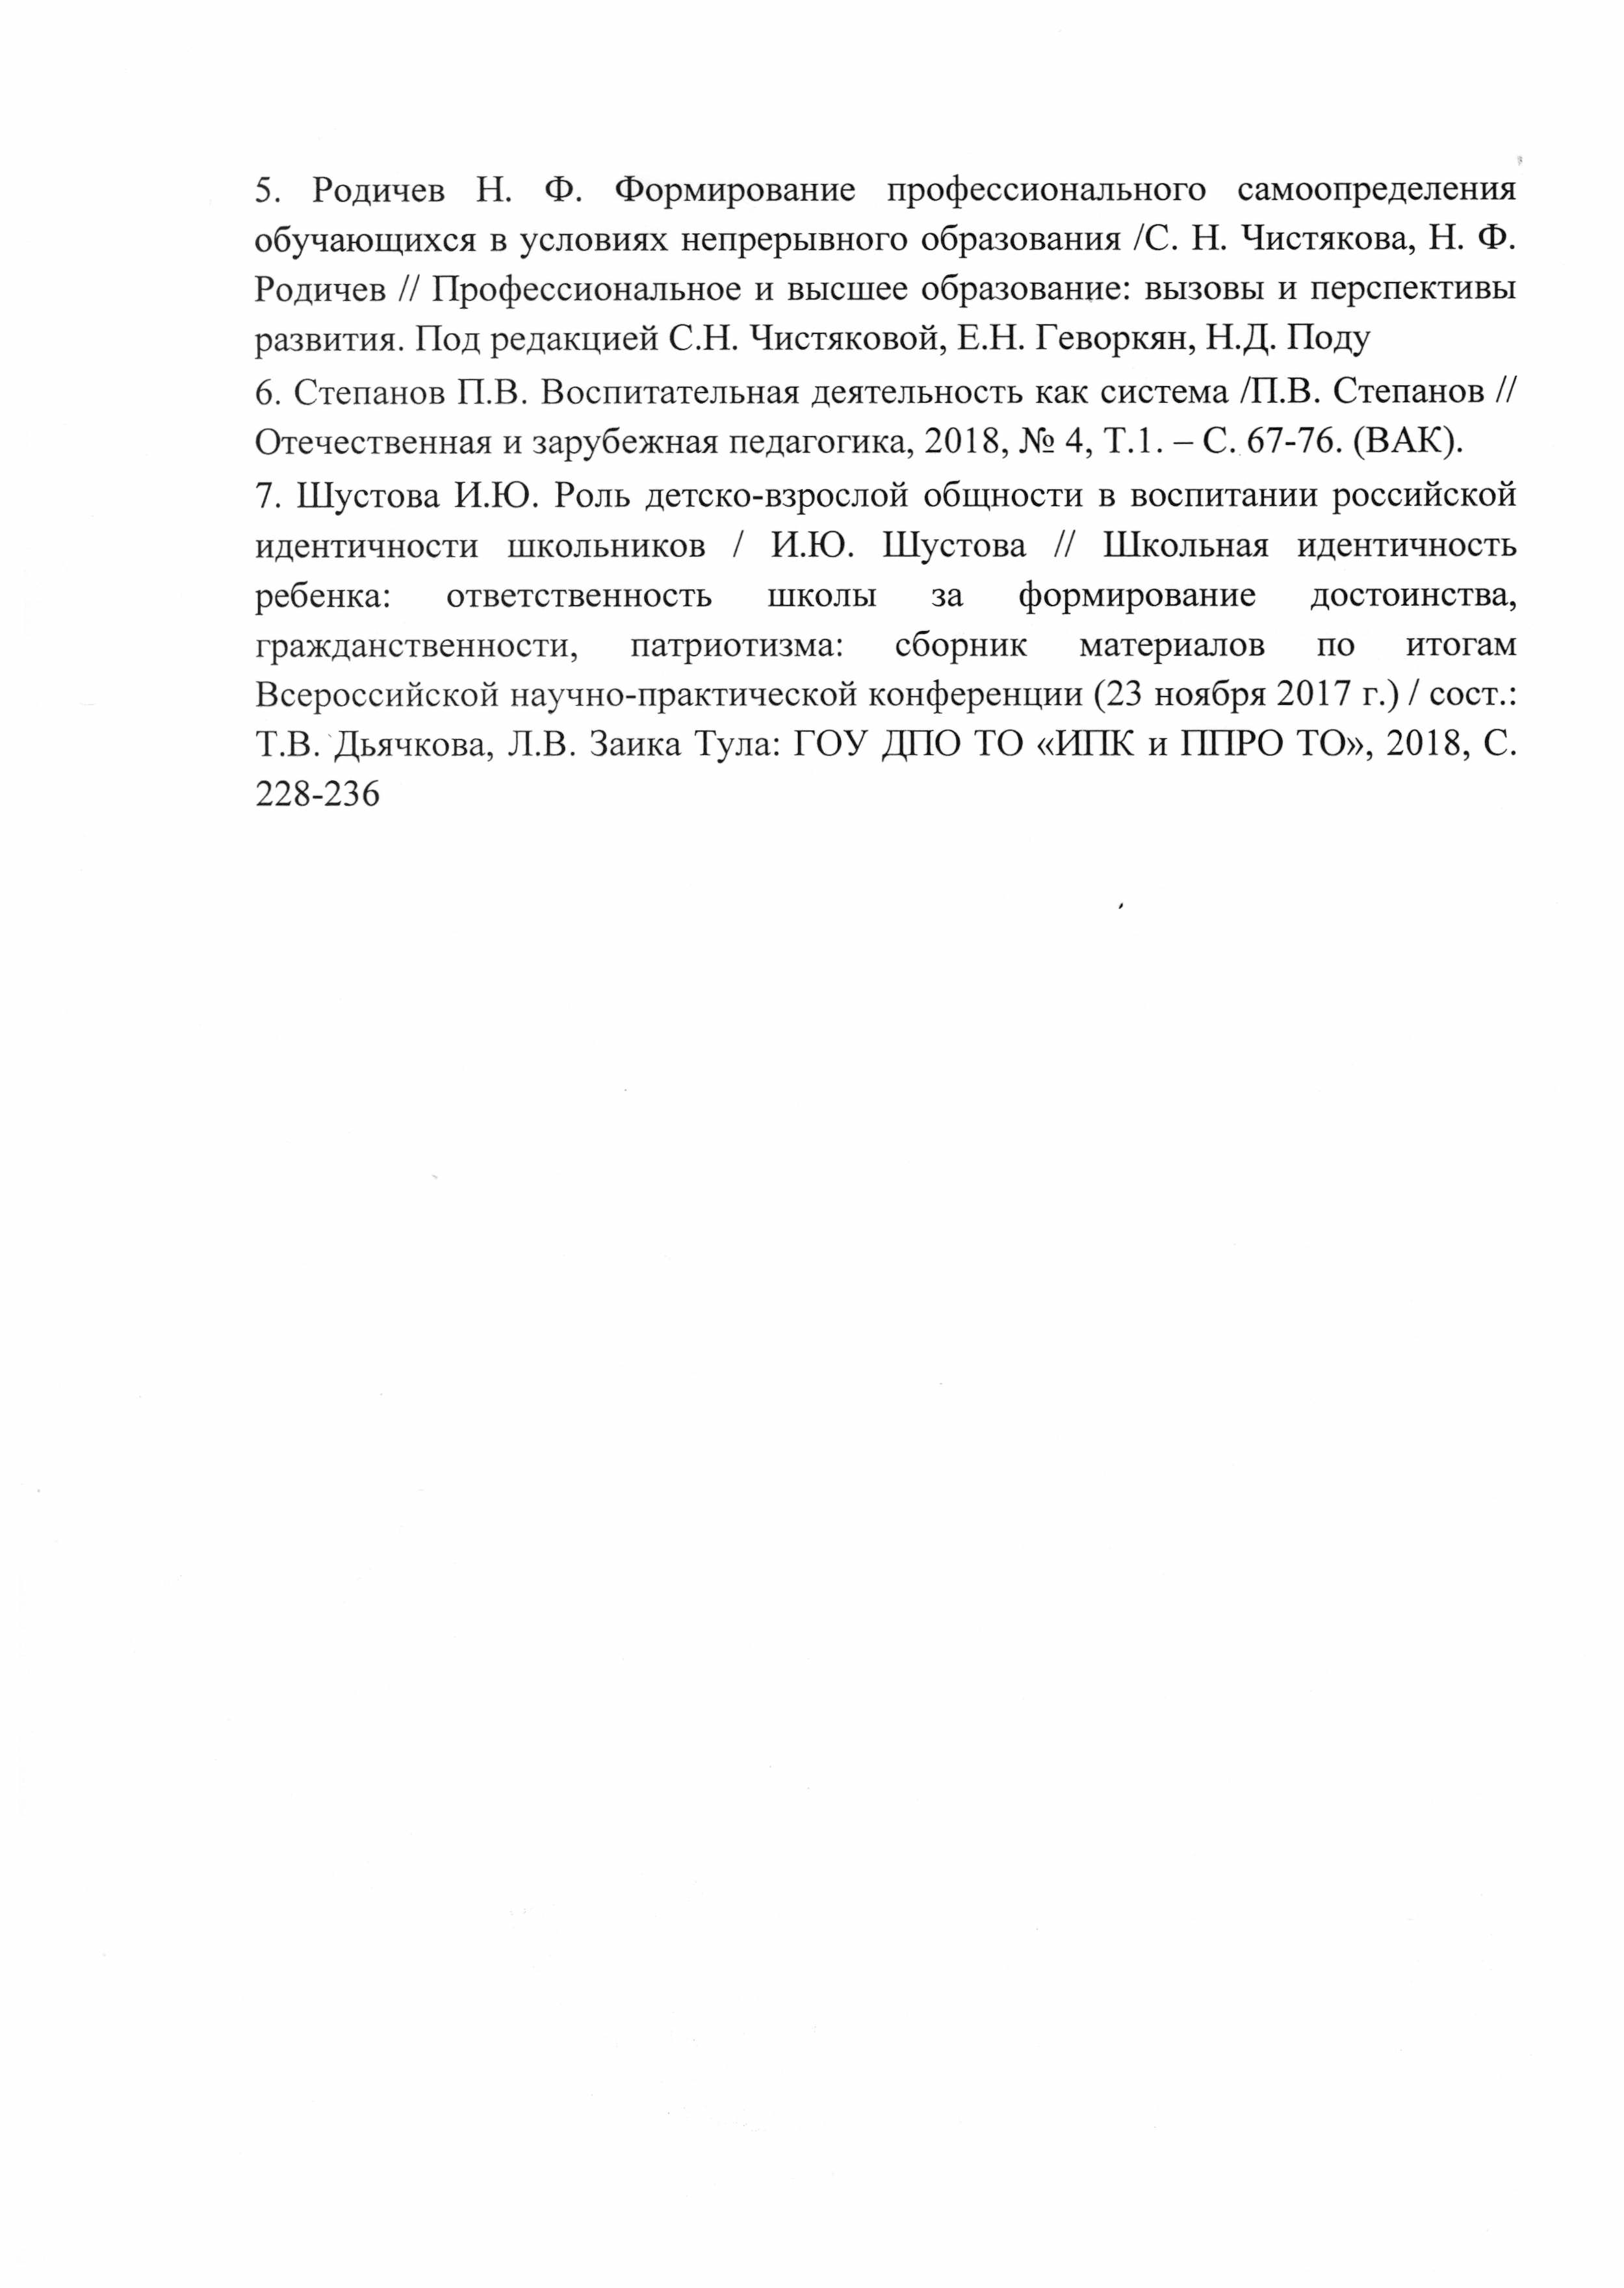 5. Родичев Н. Ф. Формирование профессионального самоопределения
обучающихся в условиях непрерывного образования /С. Н. Чистякова, Н. Ф.
Родичев // Профессиональное и высшее образование: вызовы и перспективы
развития. Под редакцией С.Н. Чистяковой, Е.Н. Геворкян, Н.Д. Поду
6. Степанов П.В. Воспитательная деятельность как система /П.В. Степанов //
Отечественная и зарубежная педагогика, 2018, № 4, Т.1. – С. 67-76. (ВАК).
7. Шустова И.Ю. Роль детско-взрослой общности в воспитании российской
идентичности школьников / И.Ю. Шустова // Школьная идентичность
ребенка: ответственность школы за формирование достоинства,
гражданственности, патриотизма: сборник материалов по итогам
Всероссийской научно-практической конференции (23 ноября 2017 г.) / сост.:
Т.В. Дьячкова, Л.В. Заика Тула: ГОУ ДПО ТО «ИПК и ППРО ТО», 2018, С.
228-236